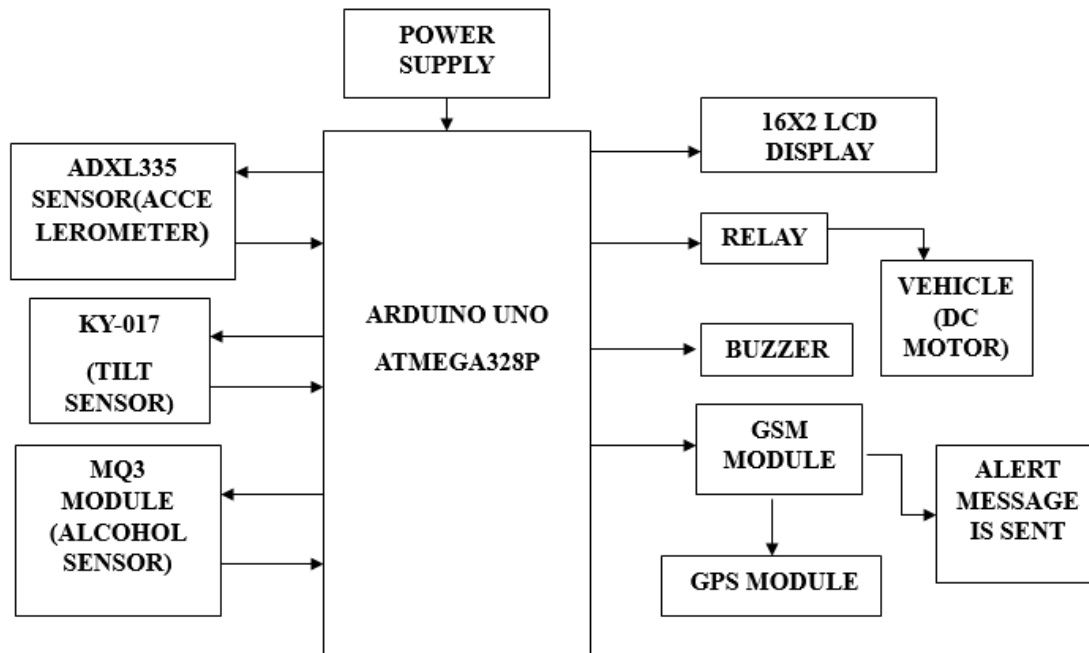 POWER
SUPPLY
16X2 LCD
DISPLAY
ADXL335
SENSOR(ACCE
LEROMETER)
RELAY
VEHICLE
(DC
MOTOR)
KY-017
(TILT
SENSOR)
ARDUINO UNO
ATMEGA328P
BUZZER
MQ3
MODULE
(ALCOHOL
SENSOR)
GSM
MODULE
ALERT
MESSAGE
IS SENT
GPS MODULE